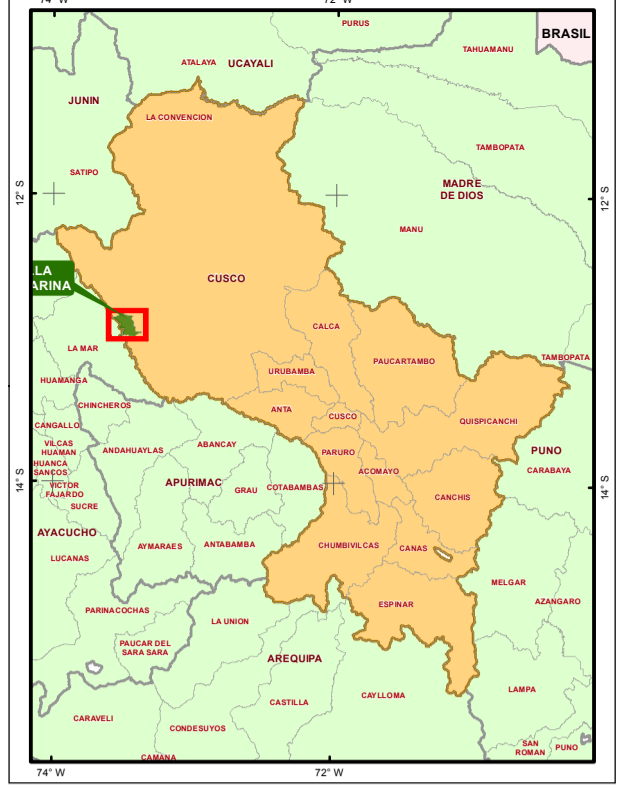 74° W
72° W
PURUS
BRASIL
TAHUAMANU
ATALAYA
UCAYALI
JUNIN
LA CONVENCION
TAMBOPATA
SATIPO
MADRE
DE DIOS
12° S
12° S
MANU
LLA
ARINA
CUSCO
CALCA
LA MAR
PAUCARTAMBO
TAMBOPATA
URUBAMBA
HUAMANGA
CHINCHEROS
ANTA
CUSCO
QUISPICANCHI
CANGALLO
VILCAS
HUAMAN
ANDAHUAYLAS
ABANCAY
PARURO
PUNO
HUANCA
SANCOS
ACOMAYO
CARABAYA
14° S
14° S
APURIMAC
COTABAMBAS
VICTOR
FAJARDO
GRAU
CANCHIS
SUCRE
AYACUCHO
AYMARAES
ANTABAMBA
CHUMBIVILCAS
CANAS
LUCANAS
MELGAR
PARINACOCHAS
ESPINAR
AZANGARO
LA UNION
PAUCAR DEL
SARA SARA
AREQUIPA
CAYLLOMA
LAMPA
CASTILLA
CARAVELI
CONDESUYOS
SAN
ROMAN
PUNO
CAMANA
74° W
72° W